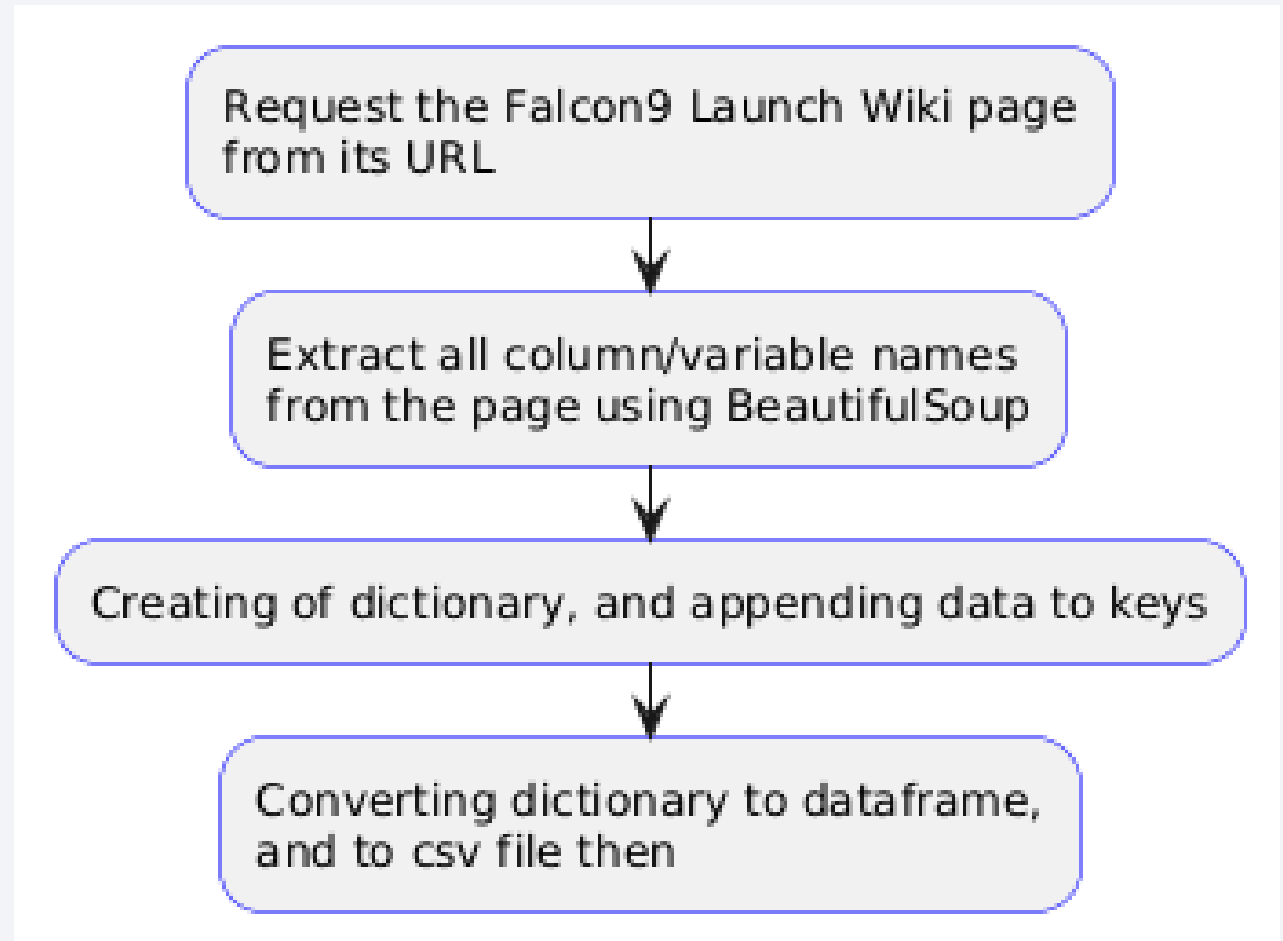 Request the Falcon9 Launch Wiki page
from its URL
Extract all column/variable names
from the page using BeautifulSoup
Creating of dictionary, and appending data to keys
Converting dictionary to dataframe,
and to csv file then